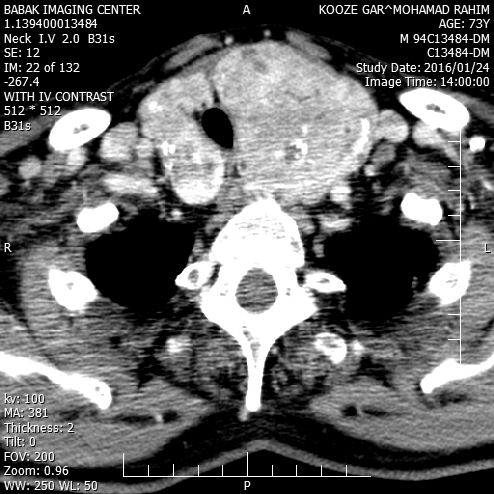 BABAK IMAGING CENTER
1.139400013484
Neck I.V 2.0 B31s
SE: 12
IM: 22 of 132
-267.4
WITH IV CONTRAST
512 * 512
B31s
A
KOOZE GAR^MOHAMAD RAHIM
AGE: 73Y
M 94C13484-DM
C13484-DM
Study Date: 2016/01/24
Image Time: 14:00:00
R
L
kv: 100
MA: 381
Thickness: 2
Tilt: 0
FOV: 200
Zoom: 0.96
WW: 250 WL: 50
P